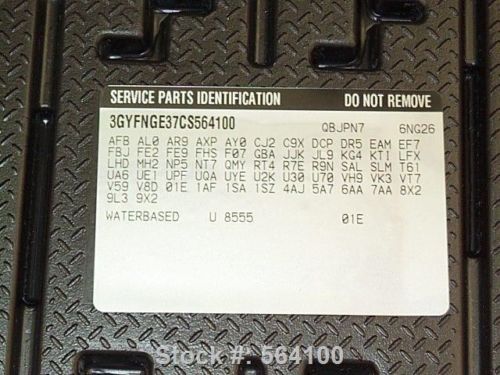 SERVICE PARTS IDENTIFICATION DO NOT REMOVE
3GYFNGE37CS564100 QBJPN7 6NG26
AFB AL0 AR9 AXP AY0 CJ2 C9X DCP DR5 EAM EF7
FBJ FE2 FE9 FHS F07 GBA JJK JL9 KG4 KTI LFX
LHD MH2 NP5 NT7 QMY RT4 R7E R9N SAL SLM T61
UA6 UE1 UPF UQA UYE U2K U30 U70 VH9 VK3 VT7
V59 V8D 01E 1AF 1SA 1SZ 4AJ 5A7 6AA 7AA 8X2
9L3 9X2
WATERBASED U 8555 01E
Stock #: 564100